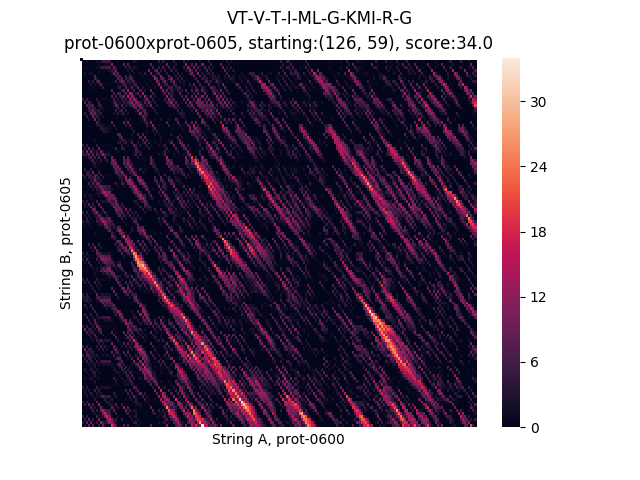 VT-V-T-I-ML-G-KMI-R-G
prot-0600xprot-0605, starting:(126, 59), score:34.0
String B, prot-0605
String A, prot-0600
30
24
18
12
6
0